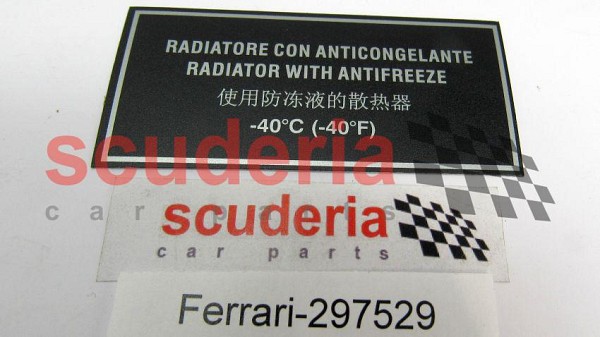 RADIATORE CON ANTICONGELANTE
RADIATOR WITH ANTIFREEZE
使用防冻液的散热器
-40°C (-40°F)
scuderia
car parts
scuderia
car parts
Ferrari-297529